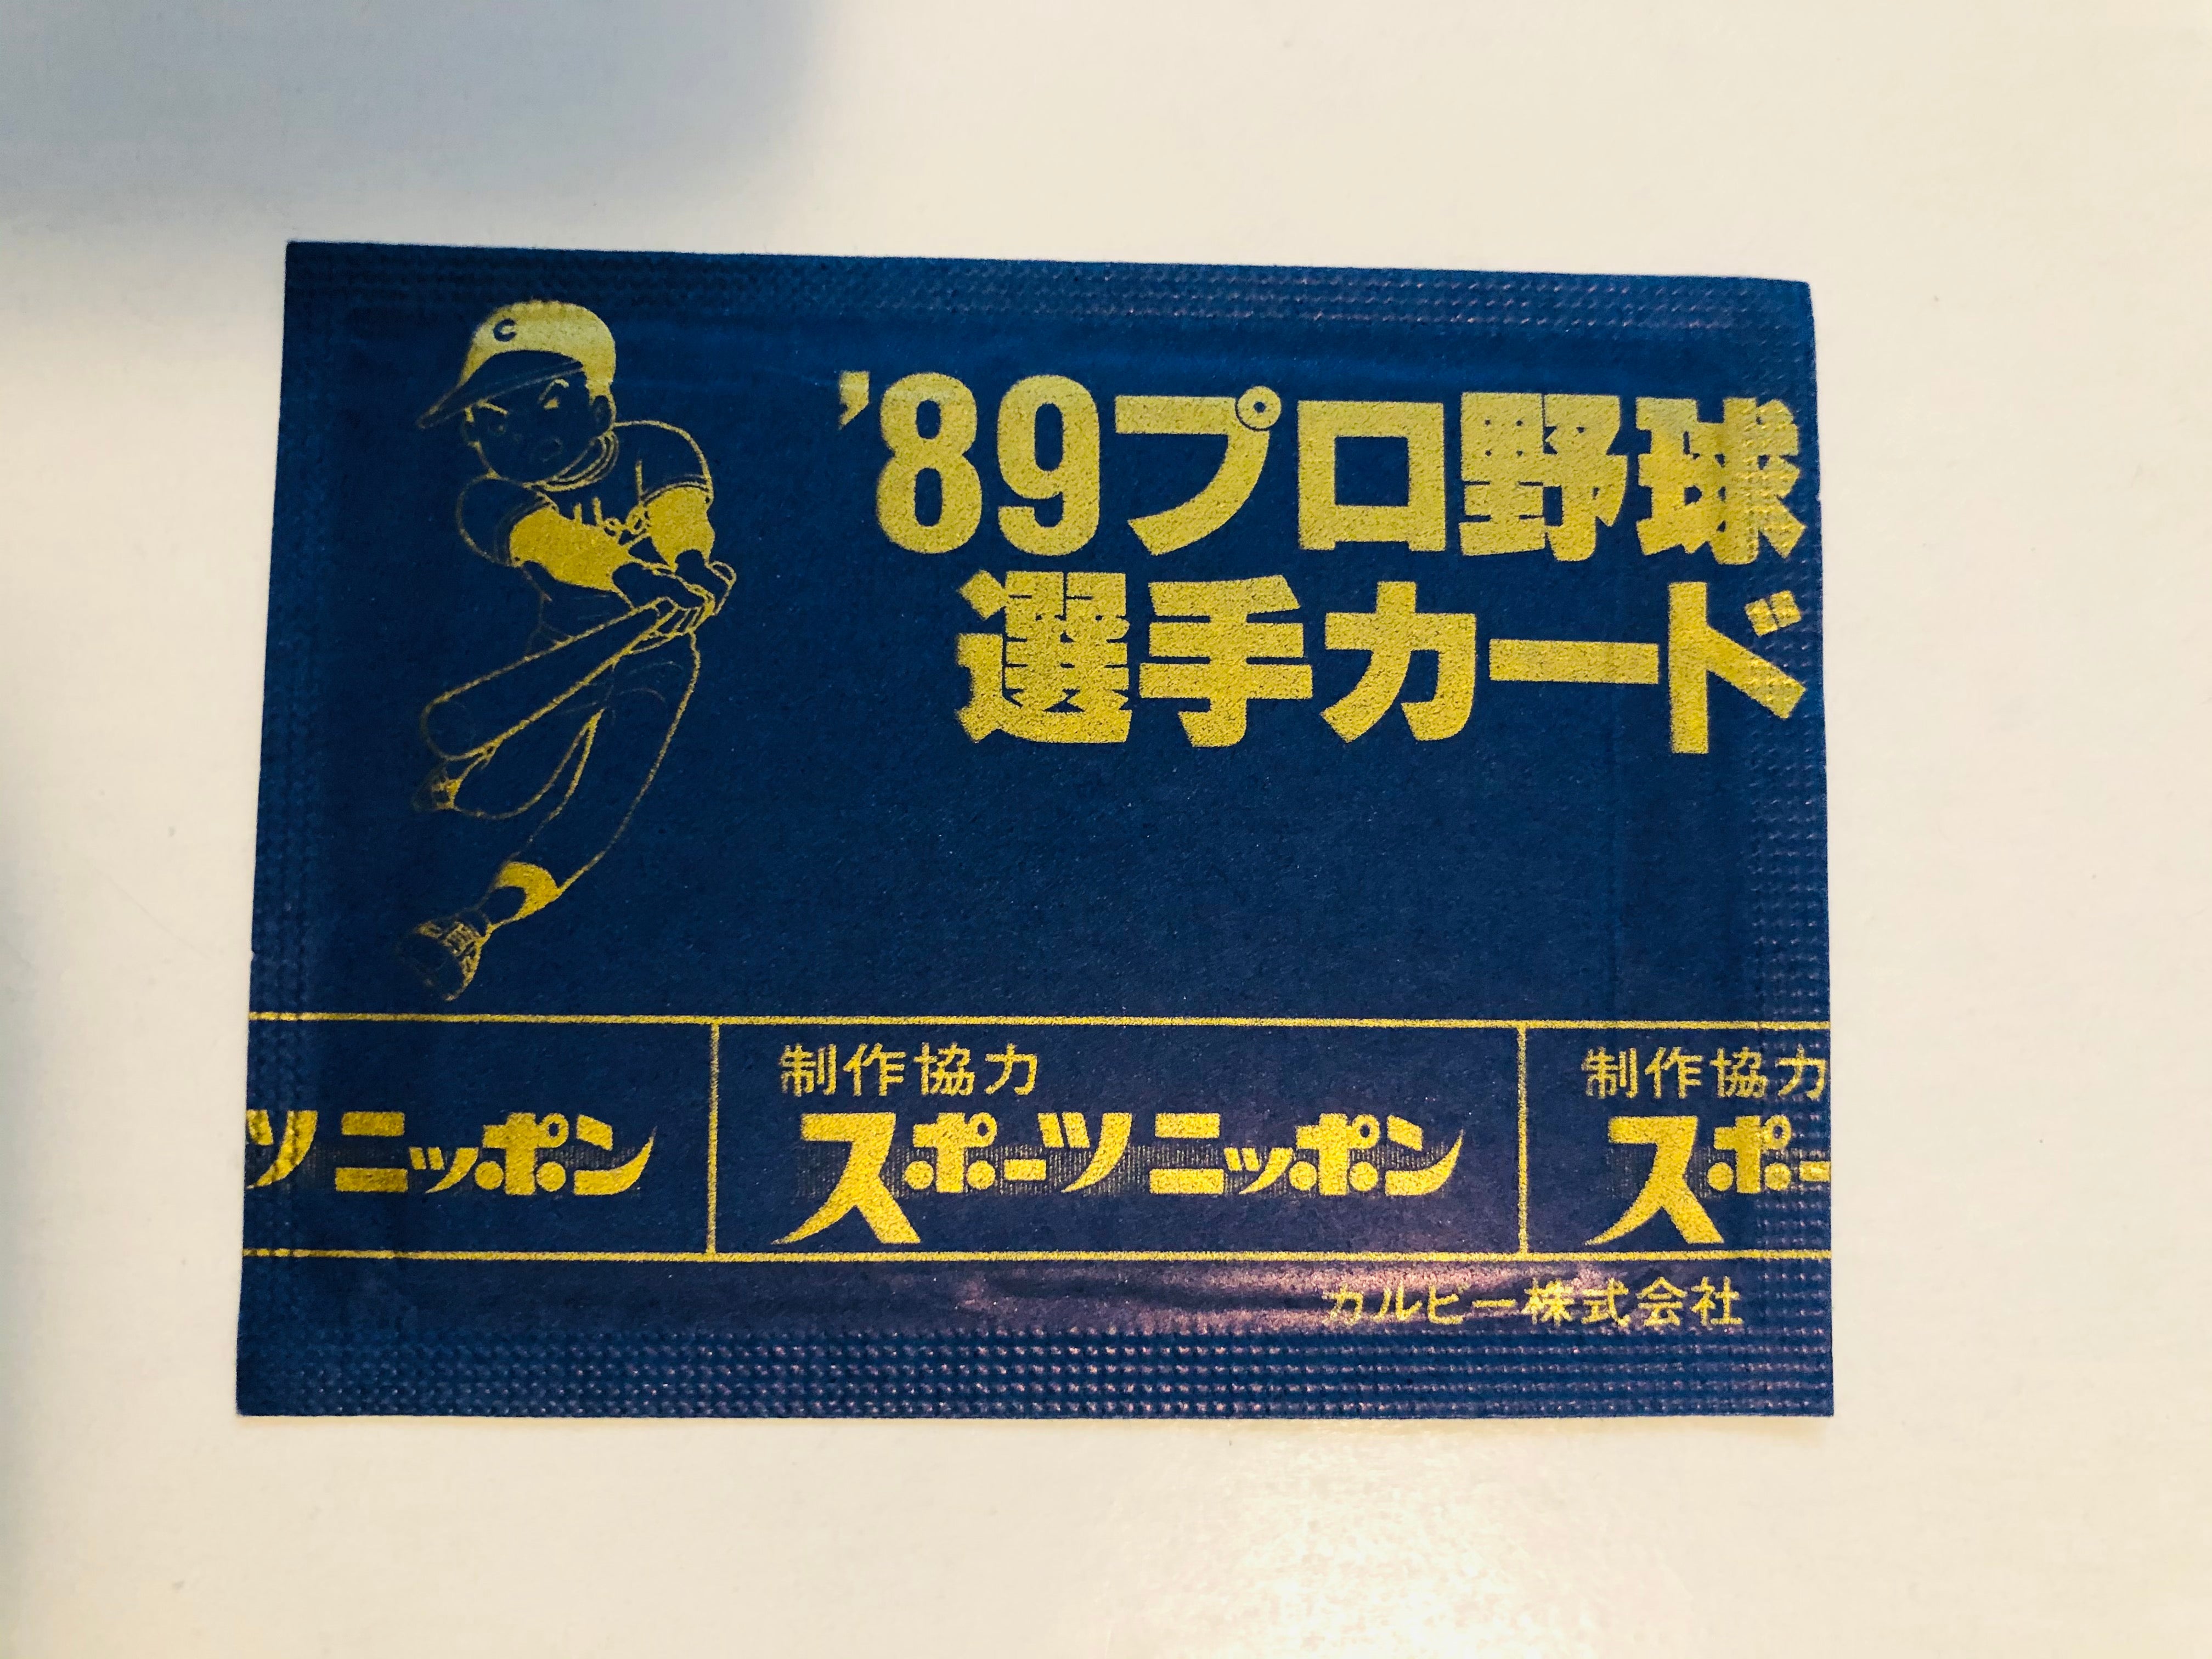 C
'89プロ野球
選手カード
ツニッポン
制作協力
スポーツニッポン
制作協力
スポー
カルビー株式会社